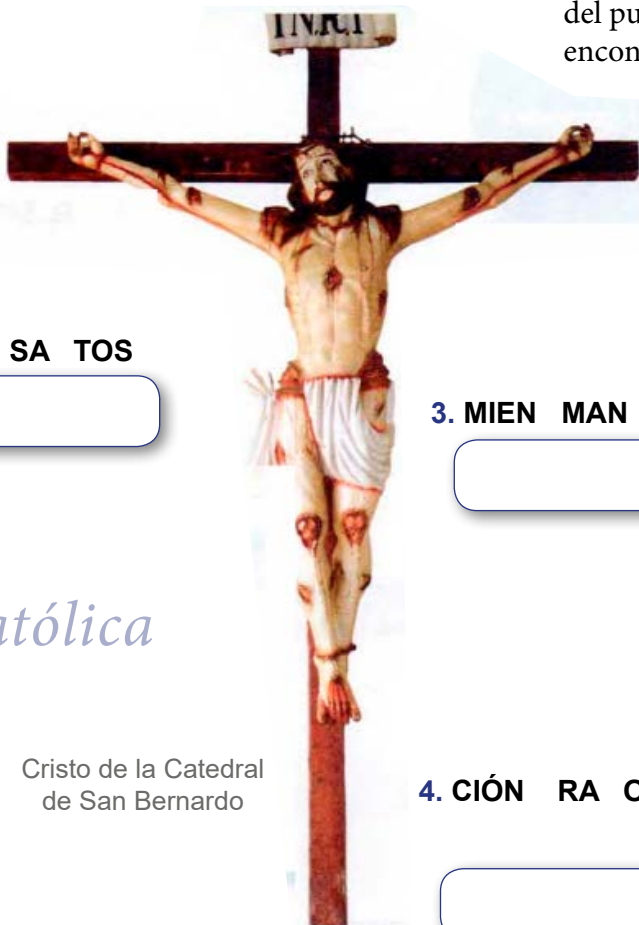 del pu
encon
INRI
SA TOS
3. MIEN MAN
atólica
Cristo de la Catedral
de San Bernardo
4. CIÓN RA C